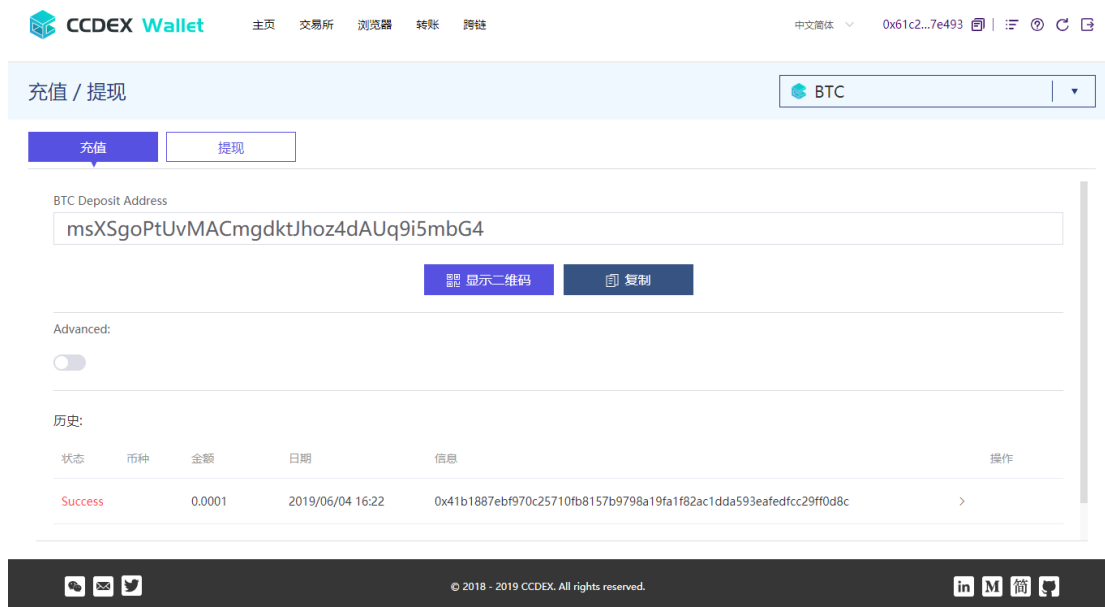 CCDEX Wallet 主页 交易所 浏览器 转账 跨链 中文简体 0x61c2...7e493
充值 / 提现 BTC
充值 提现
BTC Deposit Address
msXSgoPtUvMACmgdktJhoz4dAUq9i5mbG4
显示二维码 复制
Advanced:
历史:
状态 币种 金额 日期 信息 操作
Success 0.0001 2019/06/04 16:22 0x41b1887ebf970c25710fb8157b9798a19fa1f82ac1dda593eafedfcc29ff0d8c
© 2018 - 2019 CCDEX. All rights reserved. in M 简